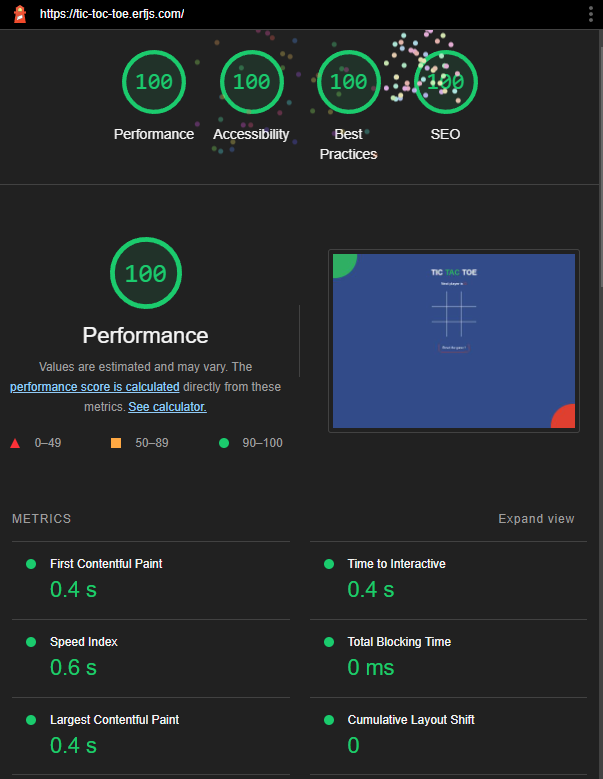 https://tic-toc-toe.erfjs.com/
100 100 100 100
Performance Accessibility Best Practices SEO
100
Performance
Values are estimated and may vary. The
performance score is calculated directly from these
metrics. See calculator.
0–49 50–89 90–100
TIC TAC TOE
Next player is :
METRICS Expand view
First Contentful Paint Time to Interactive
0.4 s 0.4 s
Speed Index Total Blocking Time
0.6 s 0 ms
Largest Contentful Paint Cumulative Layout Shift
0.4 s 0